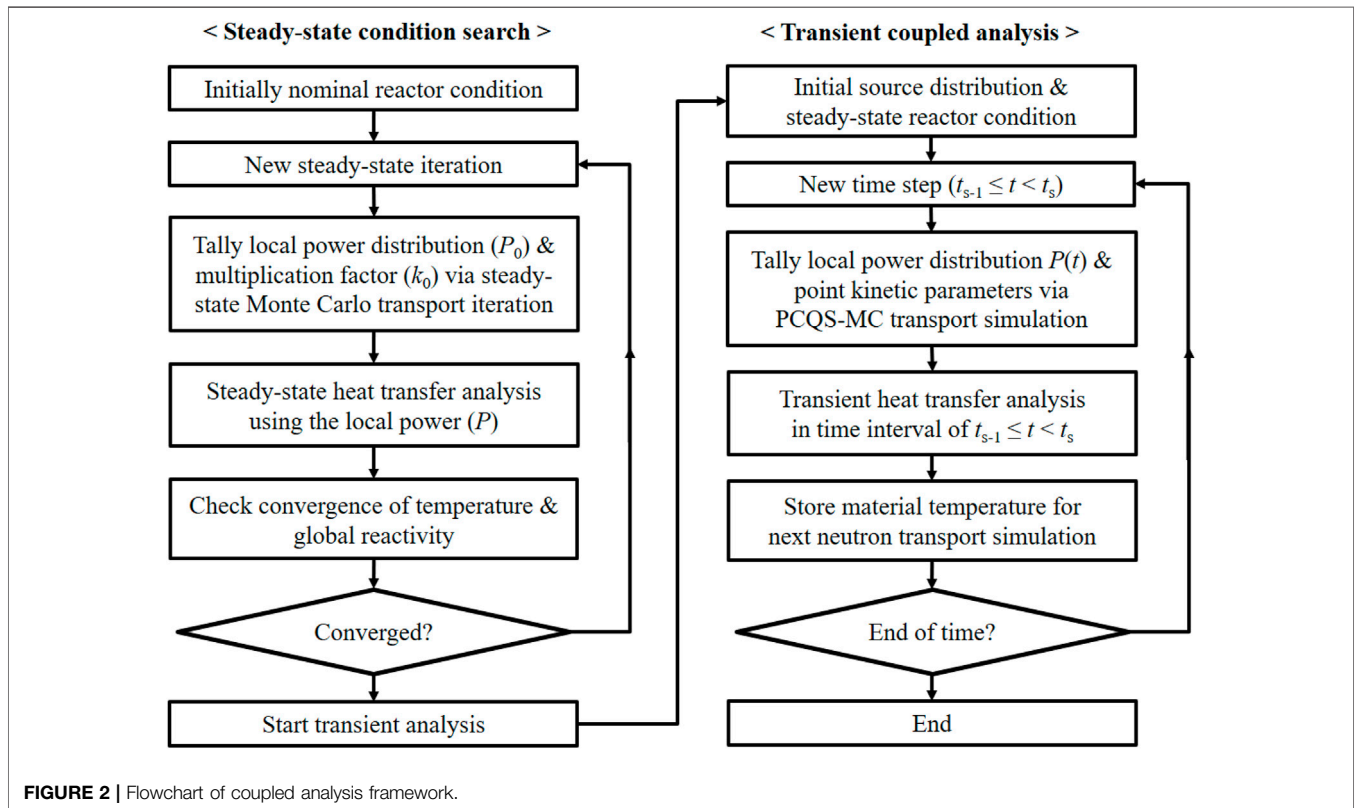 < Steady-state condition search >
Initially nominal reactor condition
New steady-state iteration
Tally local power distribution (P₀) &
multiplication factor (k₀) via steady-
state Monte Carlo transport iteration
Steady-state heat transfer analysis
using the local power (P)
Check convergence of temperature &
global reactivity
Converged?
Start transient analysis
< Transient coupled analysis >
Initial source distribution &
steady-state reactor condition
New time step (tₛ₋₁ ≤ t < tₛ)
Tally local power distribution P(t) &
point kinetic parameters via
PCQS-MC transport simulation
Transient heat transfer analysis
in time interval of tₛ₋₁ ≤ t < tₛ
Store material temperature for
next neutron transport simulation
End of time?
End
FIGURE 2 | Flowchart of coupled analysis framework.